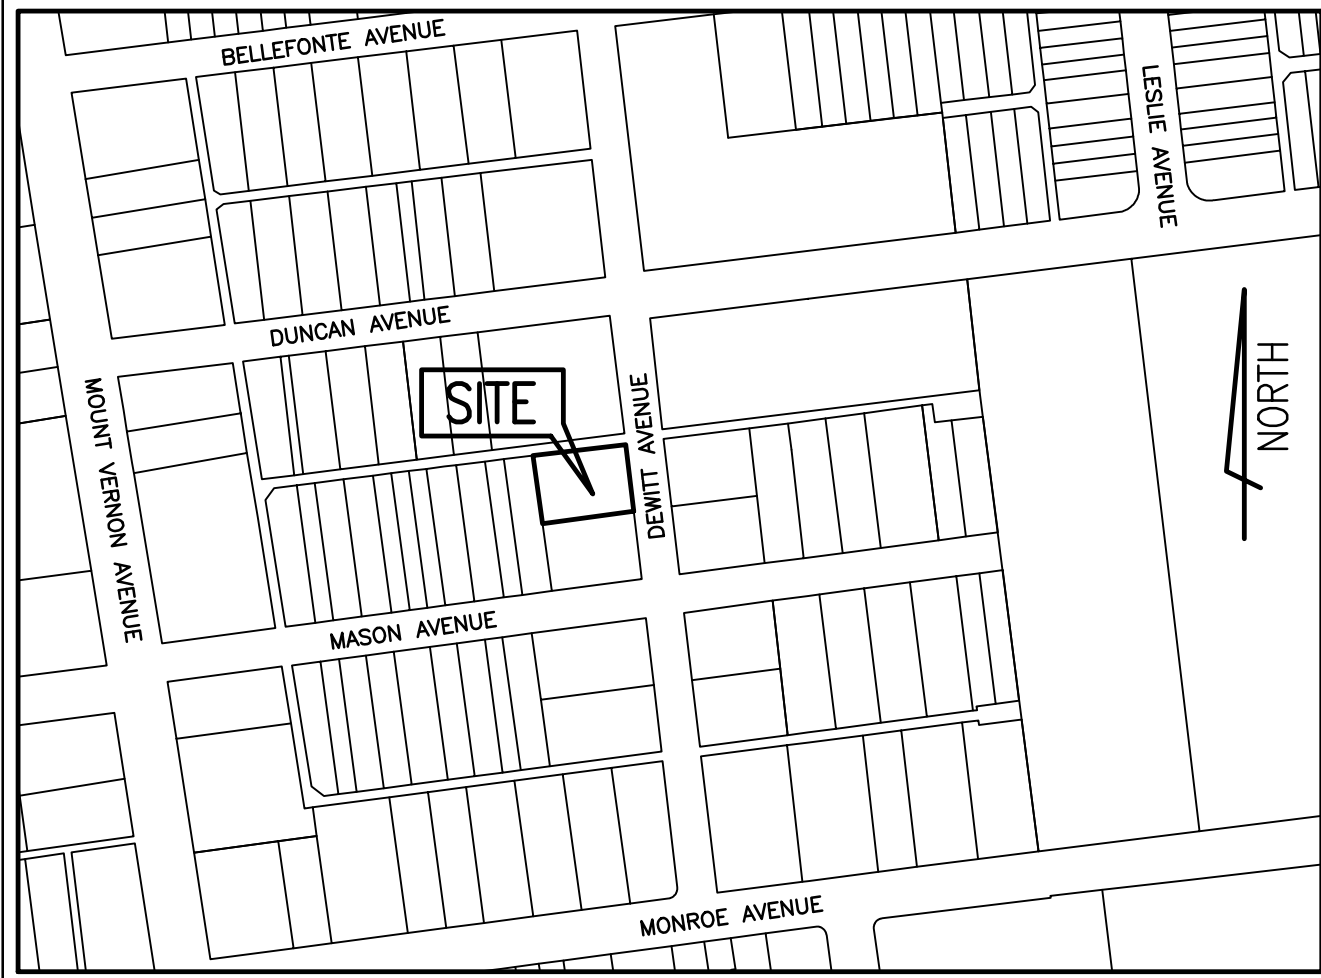 BELLEFONTE AVENUE
LESLIE AVENUE
DUNCAN AVENUE
NORTH
SITE
MOUNT VERNON AVENUE
DEWITT AVENUE
MASON AVENUE
MONROE AVENUE